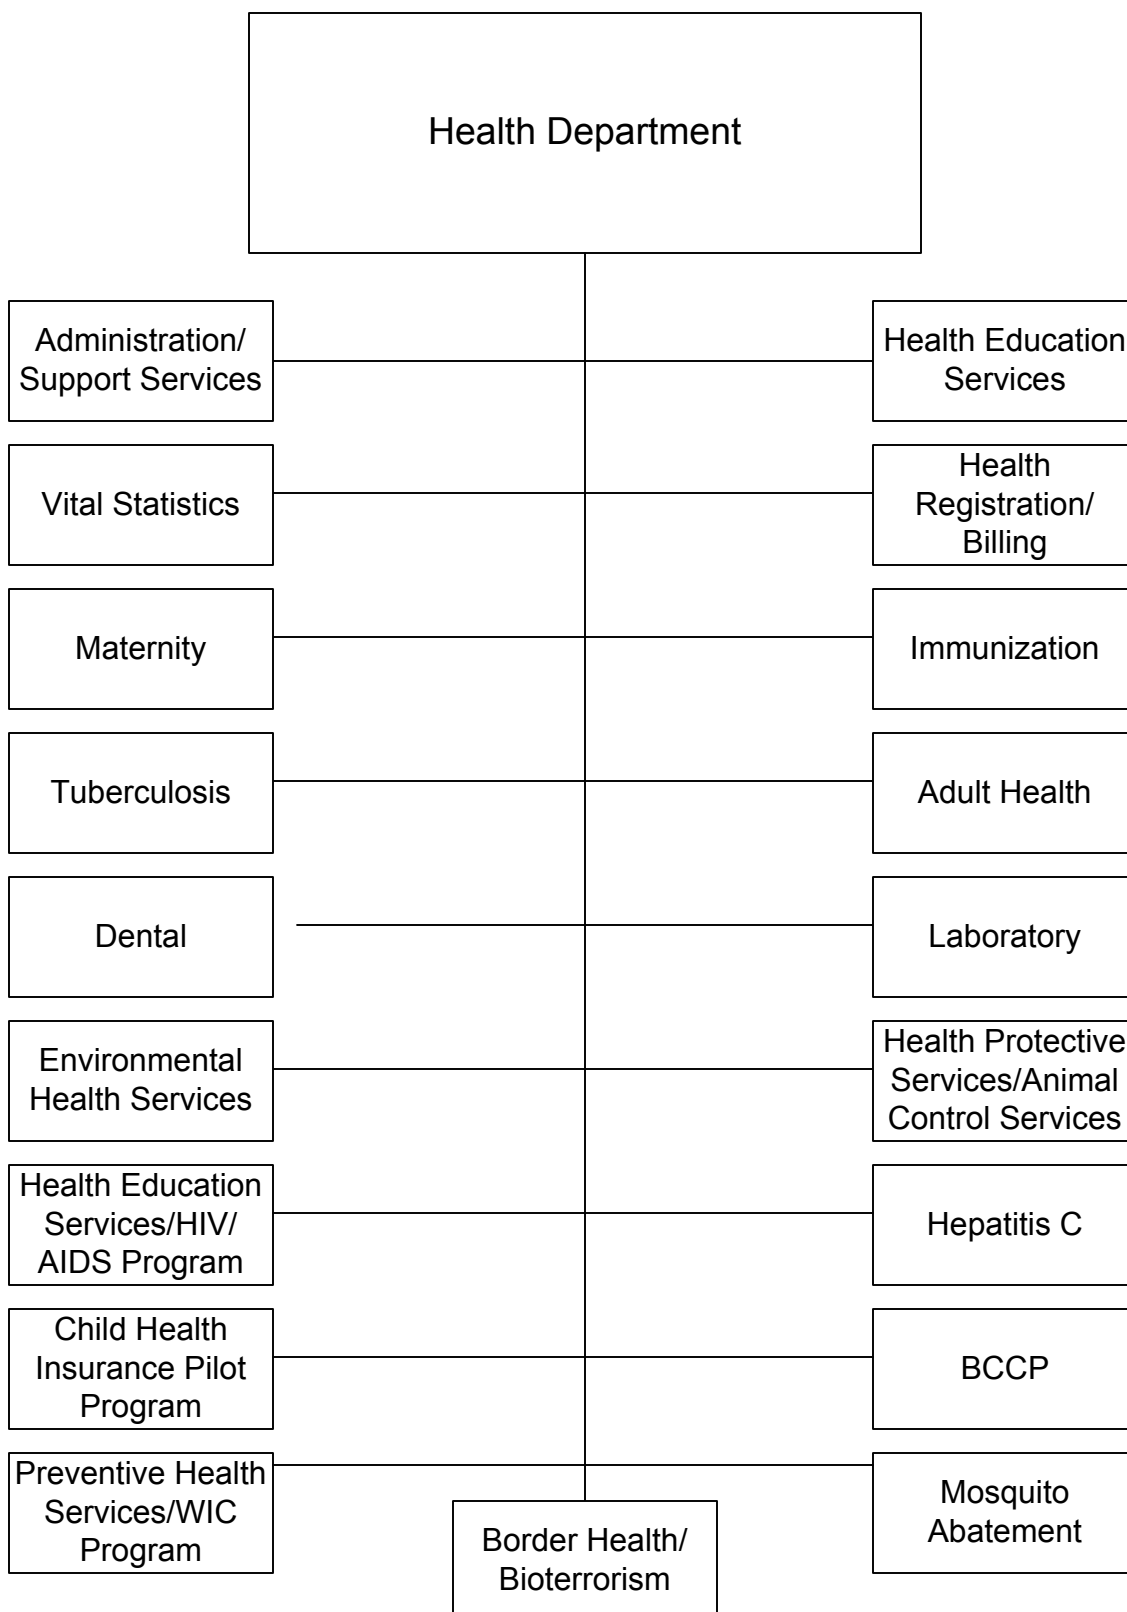 Health Department
Administration/
Support Services
Health Education
Services
Vital Statistics
Health
Registration/
Billing
Maternity
Immunization
Tuberculosis
Adult Health
Dental
Laboratory
Environmental
Health Services
Health Protective
Services/Animal
Control Services
Health Education
Services/HIV/
AIDS Program
Hepatitis C
Child Health
Insurance Pilot
Program
BCCP
Preventive Health
Services/WIC
Program
Mosquito
Abatement
Border Health/
Bioterrorism